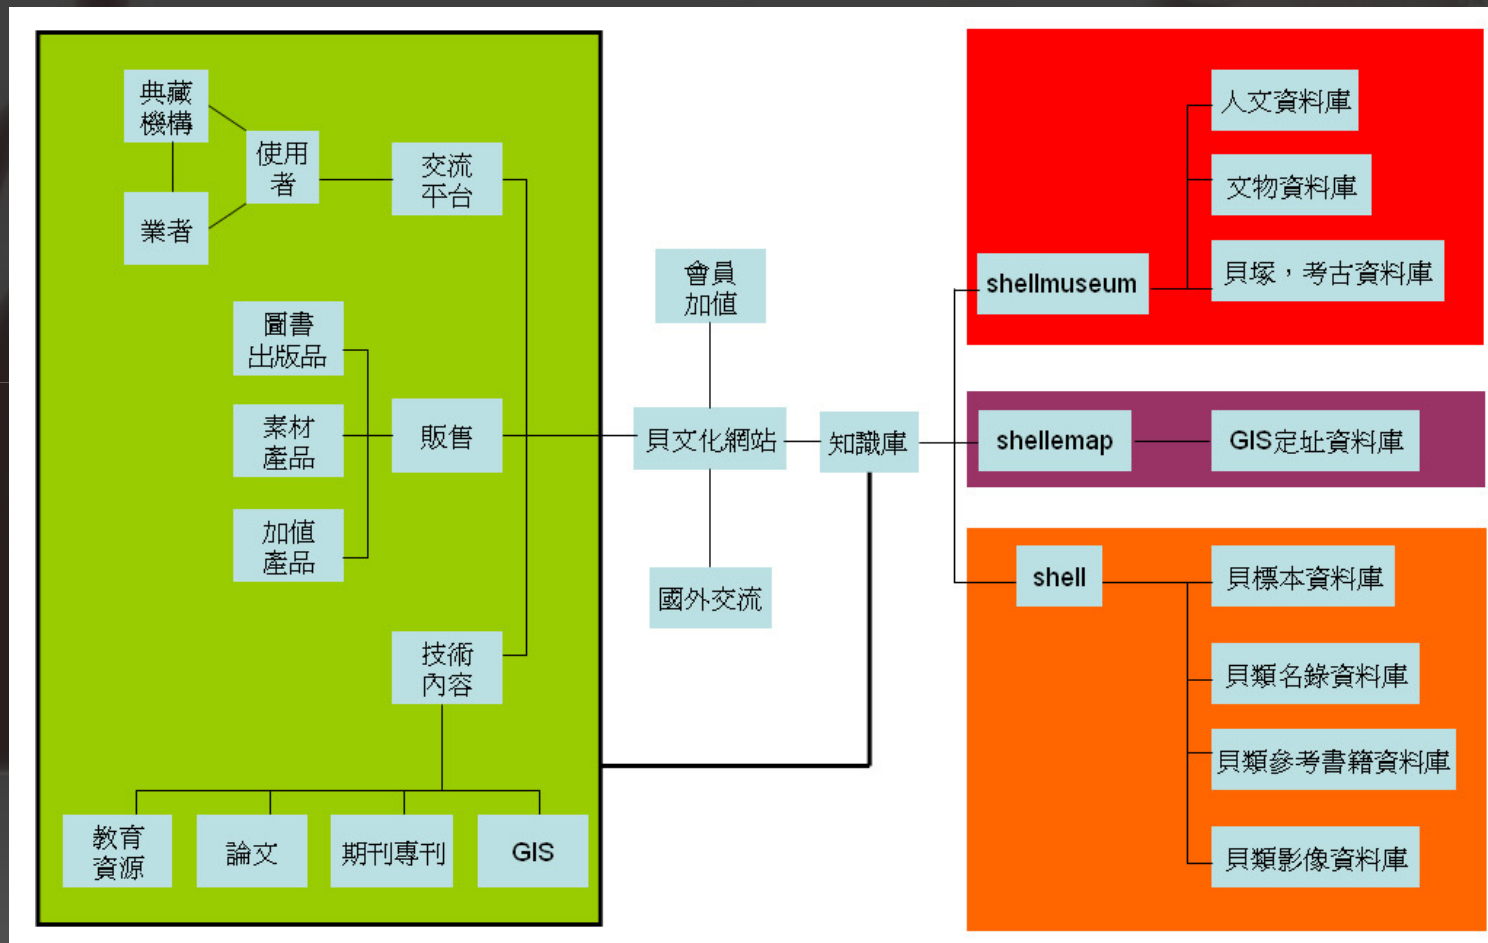 典藏
機構
使用
者
業者
交流
平台
圖書
出版品
素材
產品
加值
產品
販售
技術
內容
教育
資源
論文
期刊專刊
GIS
會員
加值
貝文化網站
國外交流
知識庫
shellmuseum
人文資料庫
文物資料庫
貝塚，考古資料庫
shellemap
GIS定址資料庫
shell
貝標本資料庫
貝類名錄資料庫
貝類參考書籍資料庫
貝類影像資料庫